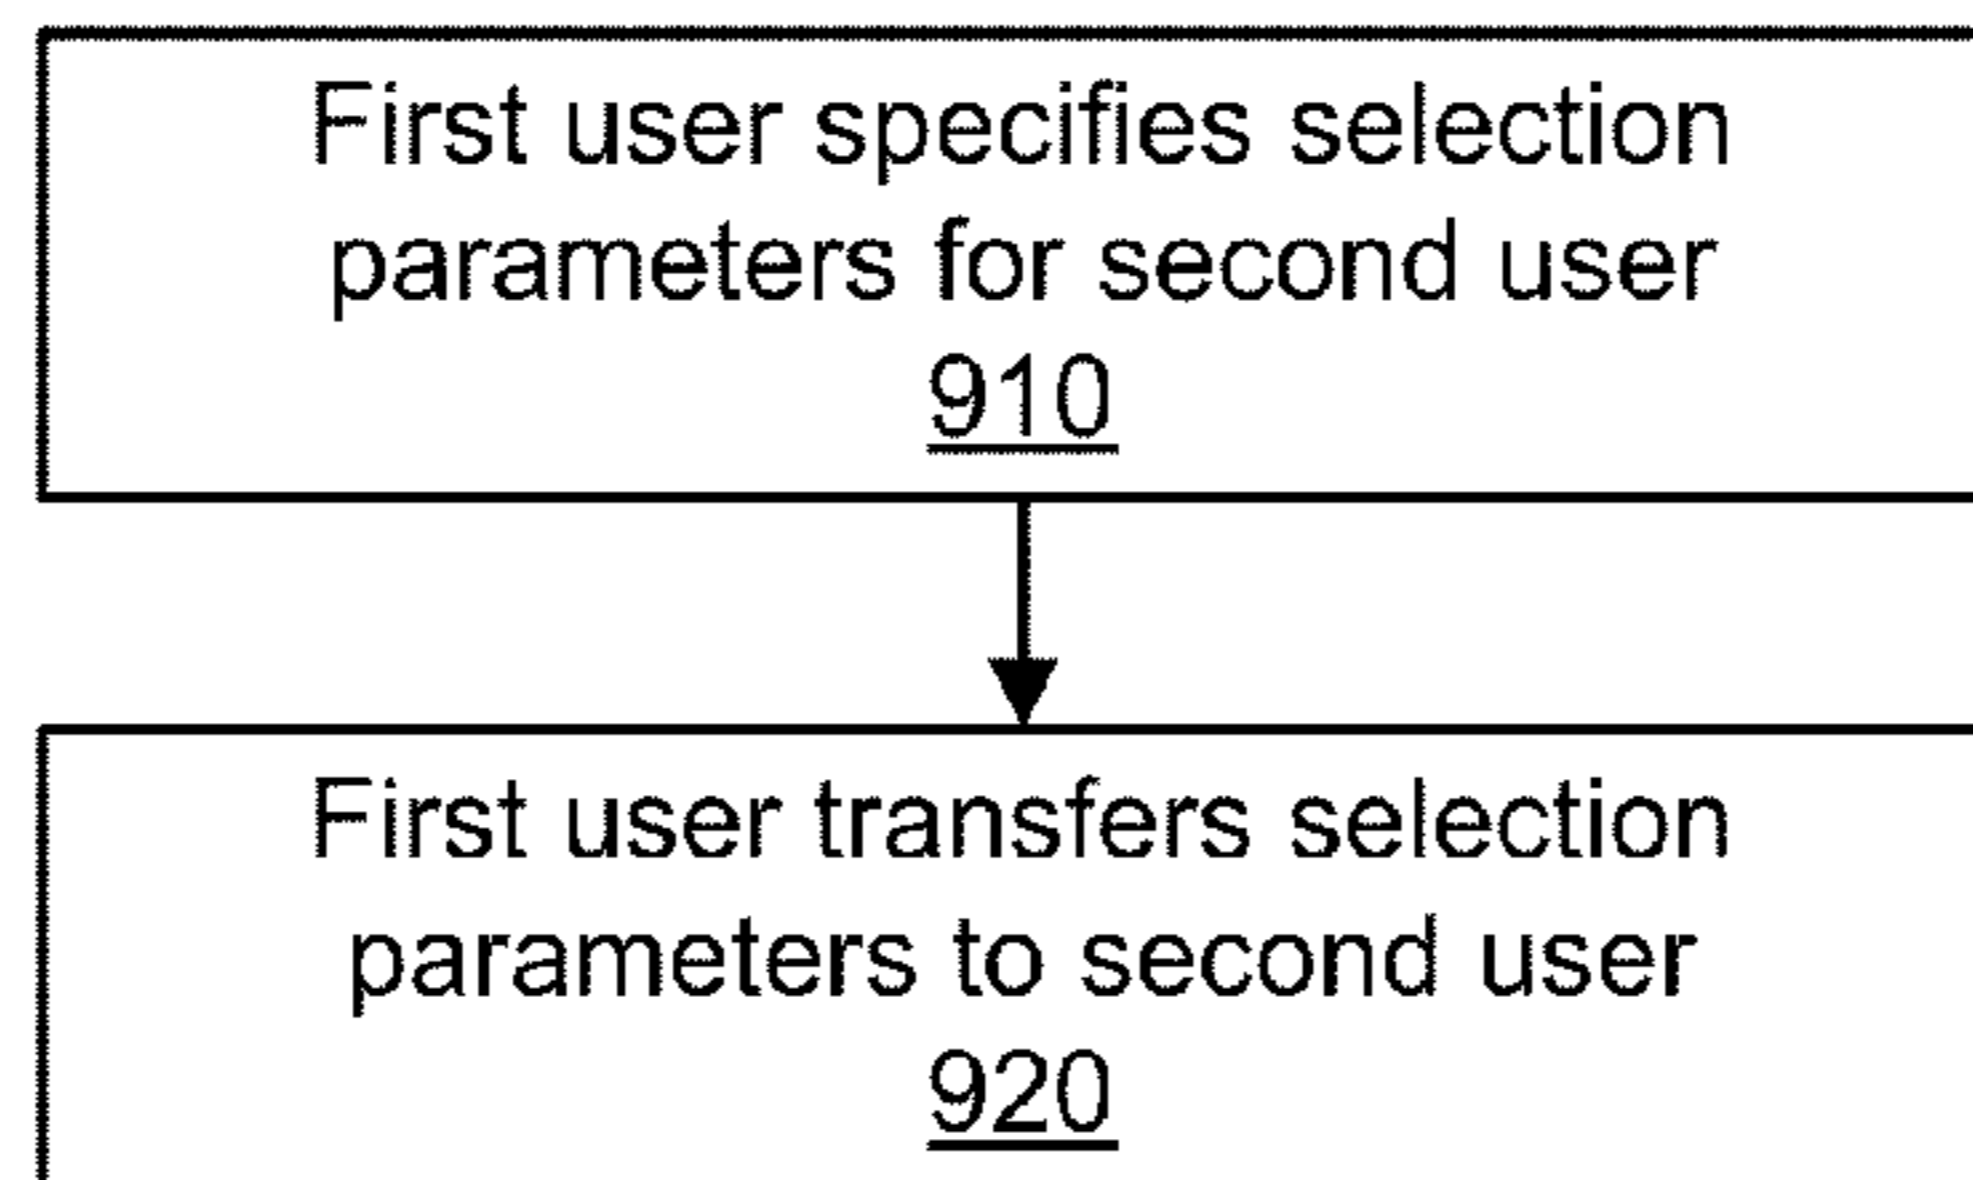 First user specifies selection
parameters for second user
910
First user transfers selection
parameters to second user
920